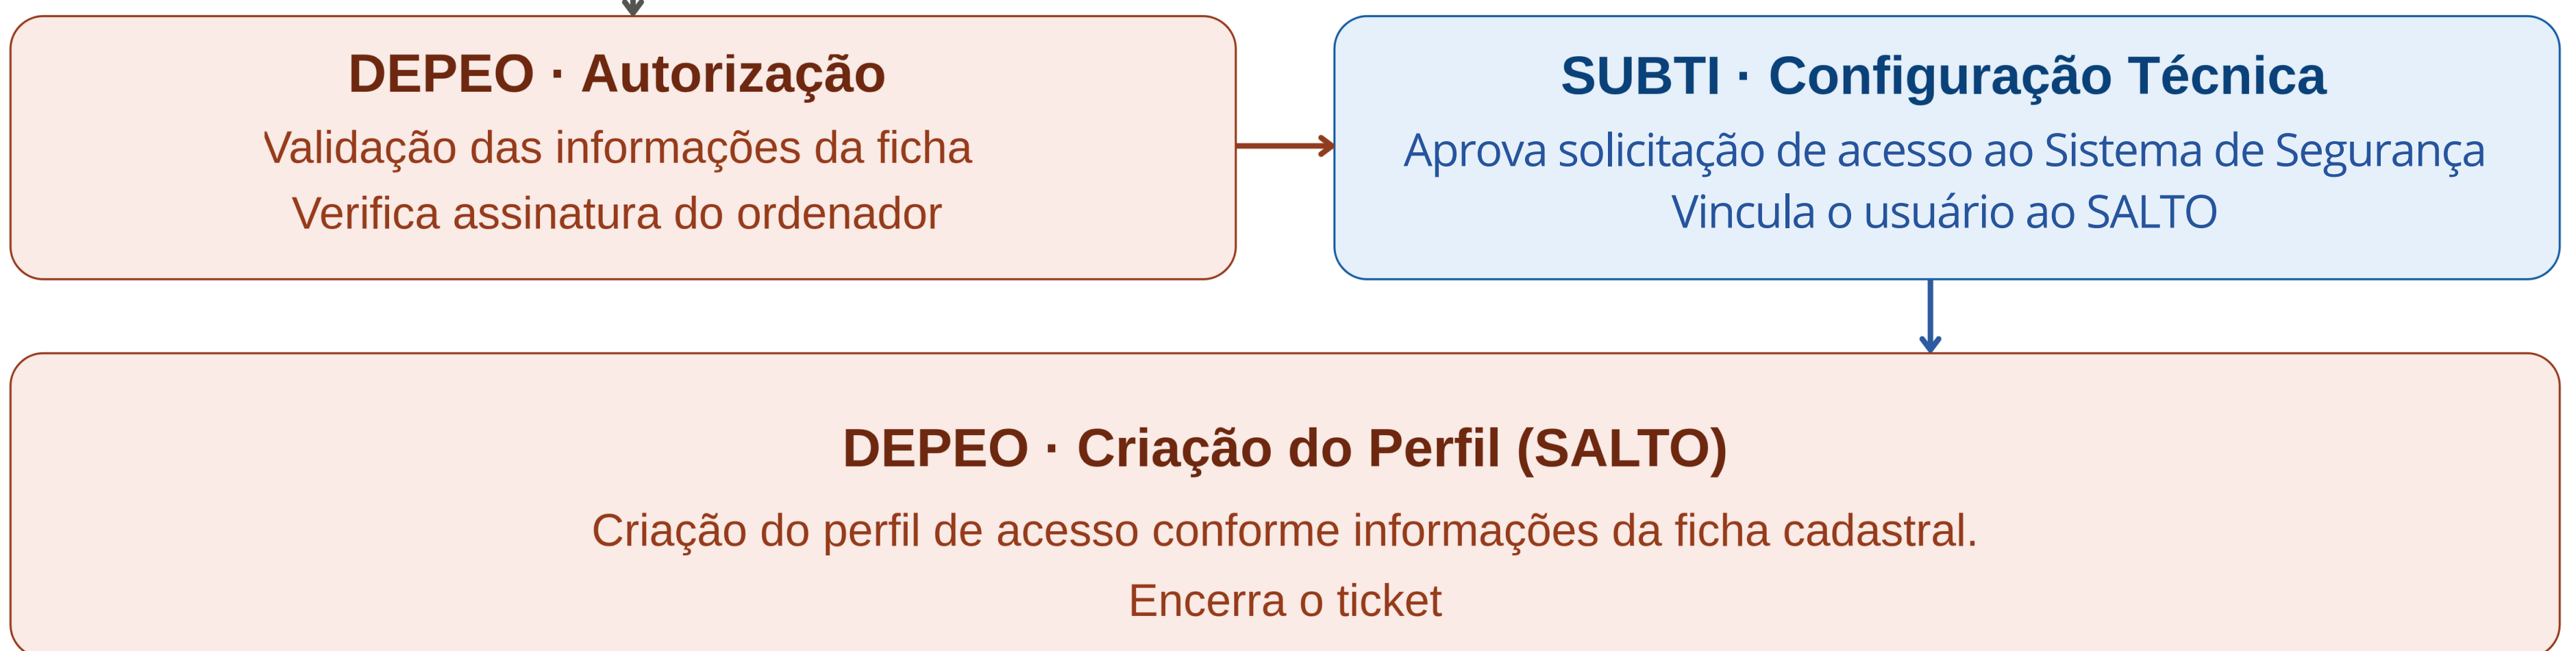 DEPEO · Autorização
Validação das informações da ficha
Verifica assinatura do ordenador
SUBTI · Configuração Técnica
Aprova solicitação de acesso ao Sistema de Segurança
Vincula o usuário ao SALTO
DEPEO · Criação do Perfil (SALTO)
Criação do perfil de acesso conforme informações da ficha cadastral.
Encerra o ticket